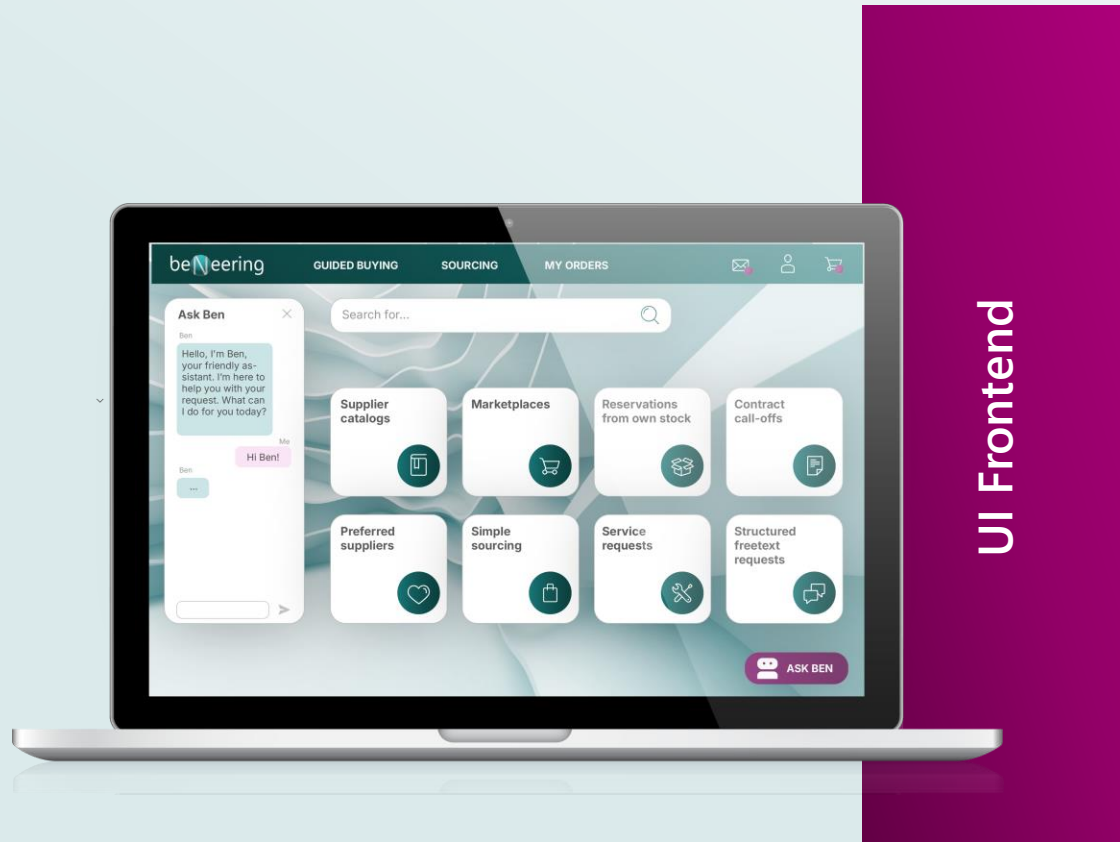 beNeering
GUIDED BUYING
SOURCING
MY ORDERS
Ask Ben
Ben
Hello, I'm Ben,
your friendly as-
sistant. I'm here to
help you with your
request. What can
I do for you today?
Me
Hi Ben!
Ben
...
Search for...
Supplier
catalogs
Marketplaces
Reservations
from own stock
Contract
call-offs
Preferred
suppliers
Simple
sourcing
Service
requests
Structured
freetext
requests
ASK BEN
UI Frontend